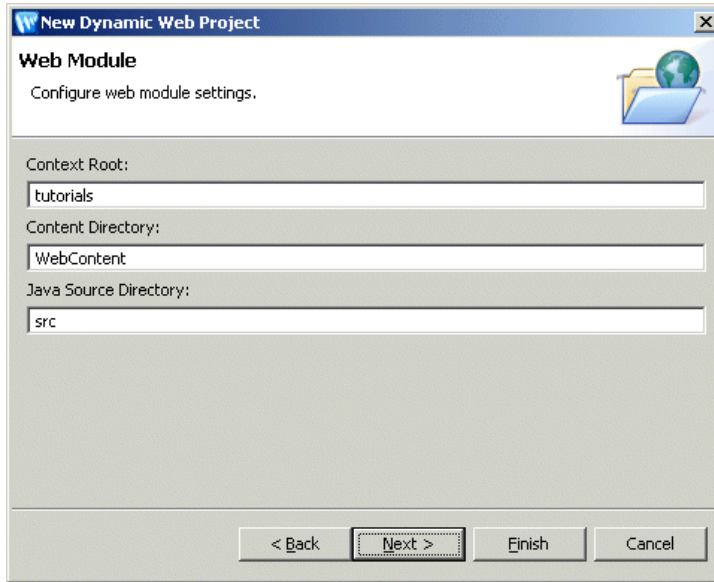 New Dynamic Web Project
Web Module
Configure web module settings.
Context Root:
tutorials
Content Directory:
WebContent
Java Source Directory:
src
< Back Next > Finish Cancel